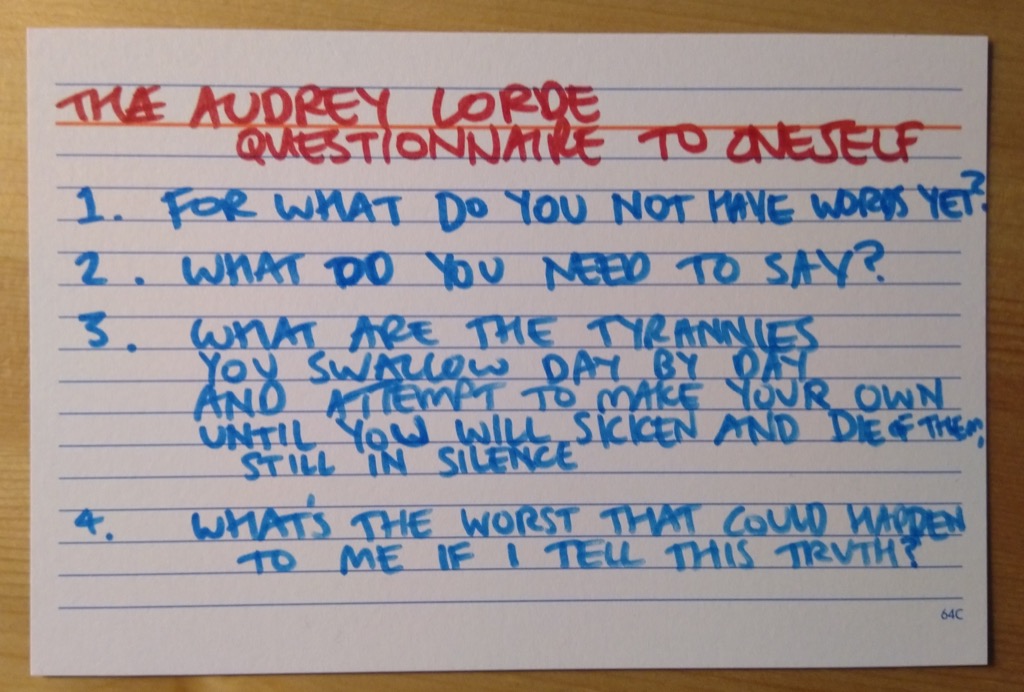 THE AUDREY LORDE
QUESTIONNAIRE TO ONESELF
1. FOR WHAT DO YOU NOT HAVE WORDS YET?
2. WHAT DO YOU NEED TO SAY?
3. WHAT ARE THE TYRANNIES
YOU SWALLOW DAY BY DAY
AND ATTEMPT TO MAKE YOUR OWN
UNTIL YOU WILL SICKEN AND DIE OF THEM,
STILL IN SILENCE
4. WHAT'S THE WORST THAT COULD HAPPEN
TO ME IF I TELL THIS TRUTH?
64C